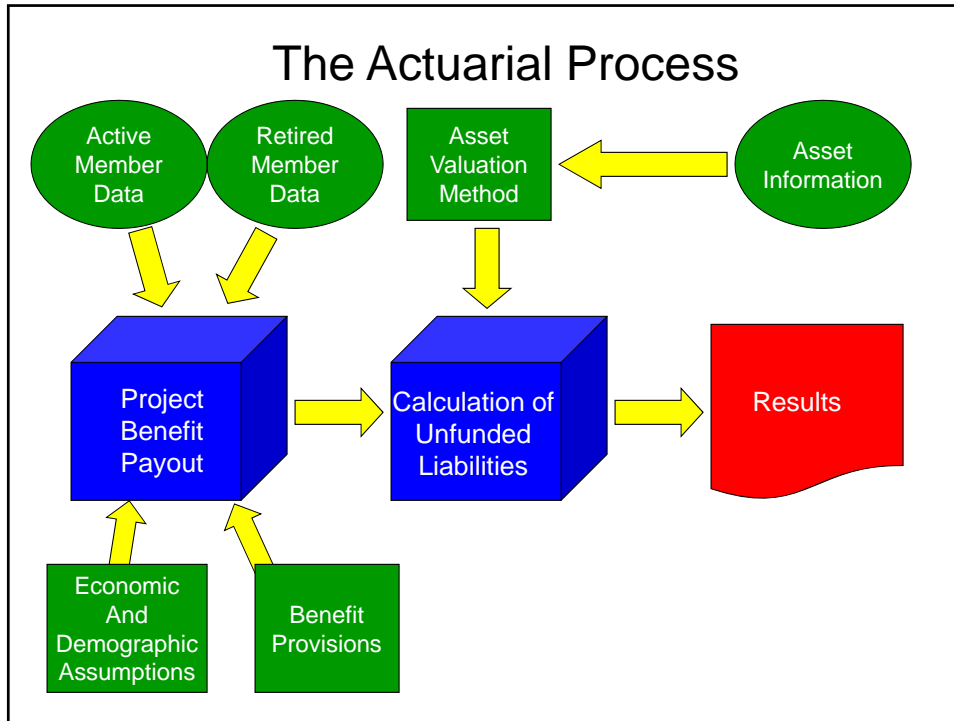 The Actuarial Process
Active
Member
Data
Retired
Member
Data
Asset
Valuation
Method
Asset
Information
Project
Benefit
Payout
Calculation of
Unfunded
Liabilities
Results
Economic
And
Demographic
Assumptions
Benefit
Provisions